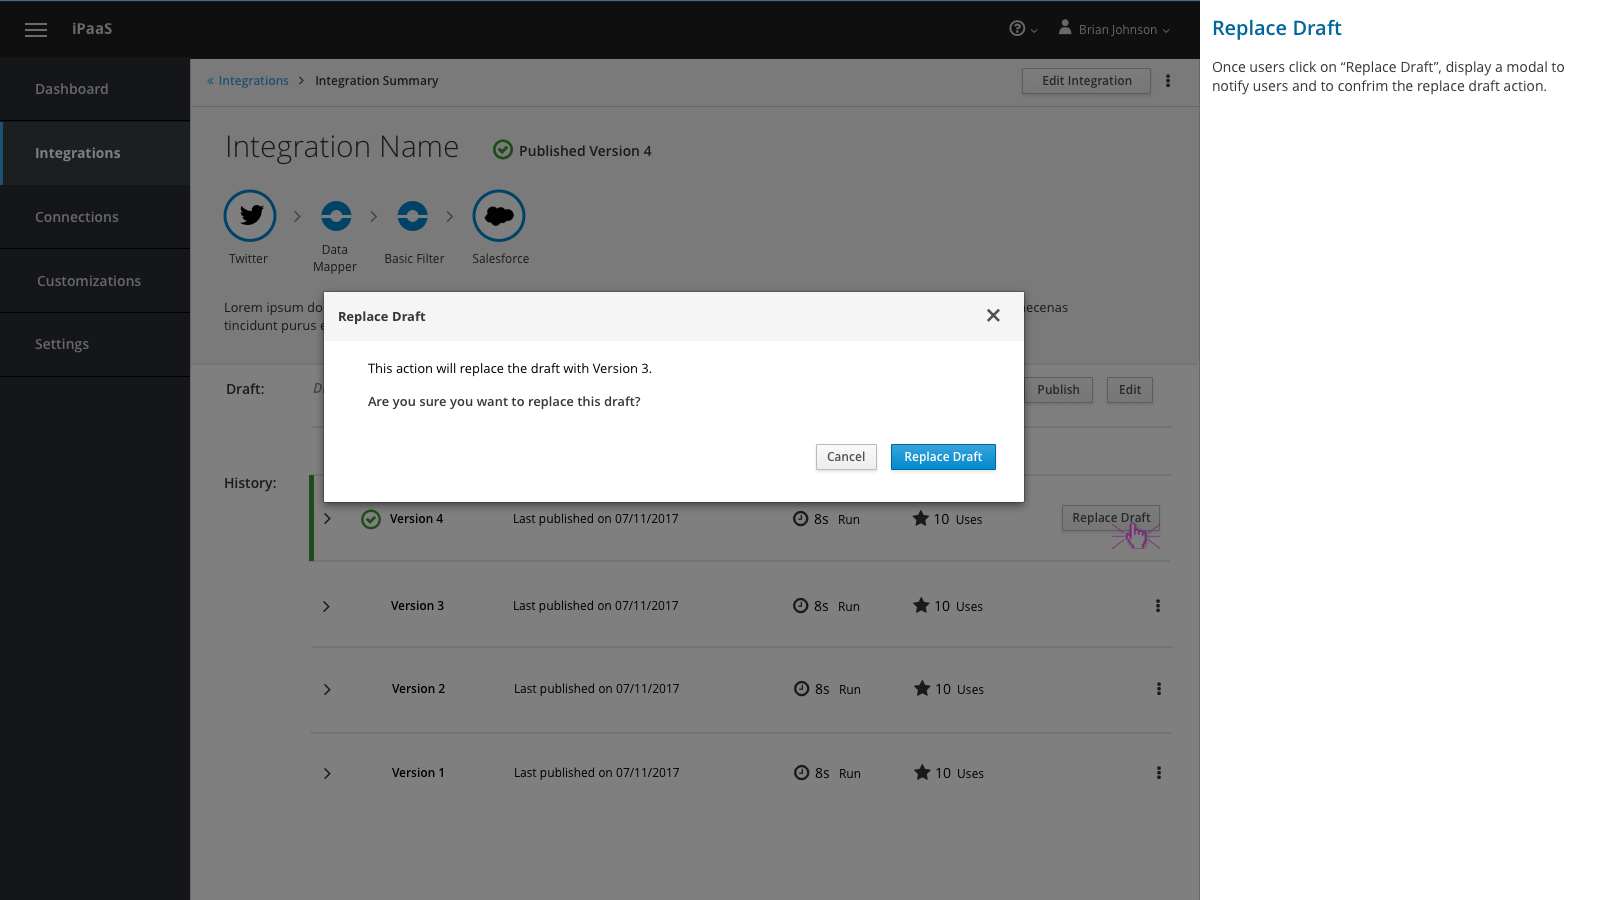 iPaaS
Brian Johnson
Dashboard
Integrations
Connections
Customizations
Settings
« Integrations > Integration Summary
Edit Integration
Integration Name
Published Version 4
Twitter
Data
Mapper
Basic Filter
Salesforce
Lorem ipsum do
ecenas
tincidunt purus e
Replace Draft
This action will replace the draft with Version 3.
Are you sure you want to replace this draft?
Cancel
Replace Draft
Draft:
D
Publish
Edit
History:
Version 4 Last published on 07/11/2017 8s Run 10 Uses
Replace Draft
Version 3 Last published on 07/11/2017 8s Run 10 Uses
Version 2 Last published on 07/11/2017 8s Run 10 Uses
Version 1 Last published on 07/11/2017 8s Run 10 Uses
Replace Draft
Once users click on “Replace Draft”, display a modal to
notify users and to confrim the replace draft action.